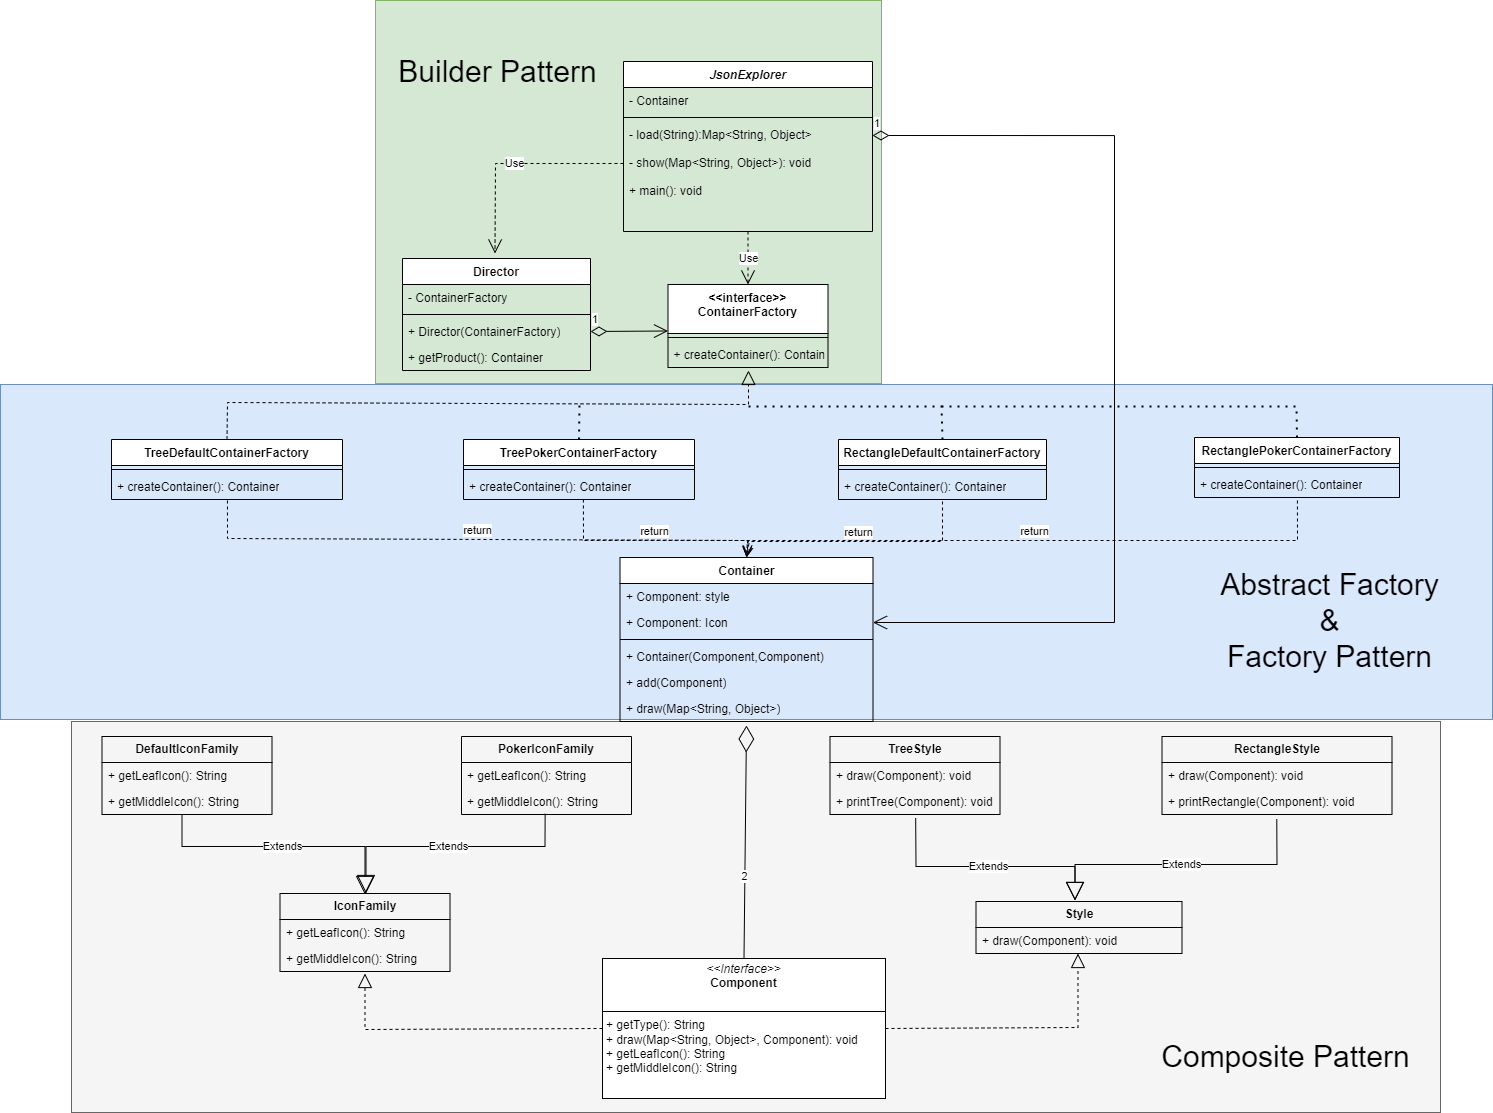 Builder Pattern
JsonExplorer
- Container
- load(String):Map<String, Object>
- show(Map<String, Object>): void
+ main(): void
1
Use
Use
Director
- ContainerFactory
+ Director(ContainerFactory)
+ getProduct(): Container
1
<<interface>>
ContainerFactory
+ createContainer(): Contain
TreeDefaultContainerFactory
+ createContainer(): Container
TreePokerContainerFactory
+ createContainer(): Container
RectangleDefaultContainerFactory
+ createContainer(): Container
RectanglePokerContainerFactory
+ createContainer(): Container
return
return
return
return
Container
+ Component: style
+ Component: Icon
+ Container(Component,Component)
+ add(Component)
+ draw(Map<String, Object>)
Abstract Factory
&
Factory Pattern
DefaultIconFamily
+ getLeafIcon(): String
+ getMiddleIcon(): String
PokerIconFamily
+ getLeafIcon(): String
+ getMiddleIcon(): String
TreeStyle
+ draw(Component): void
+ printTree(Component): void
RectangleStyle
+ draw(Component): void
+ printRectangle(Component): void
Extends
Extends
Extends
Extends
2
IconFamily
+ getLeafIcon(): String
+ getMiddleIcon(): String
Style
+ draw(Component): void
<<Interface>>
Component
+ getType(): String
+ draw(Map<String, Object>, Component): void
+ getLeafIcon(): String
+ getMiddleIcon(): String
Composite Pattern